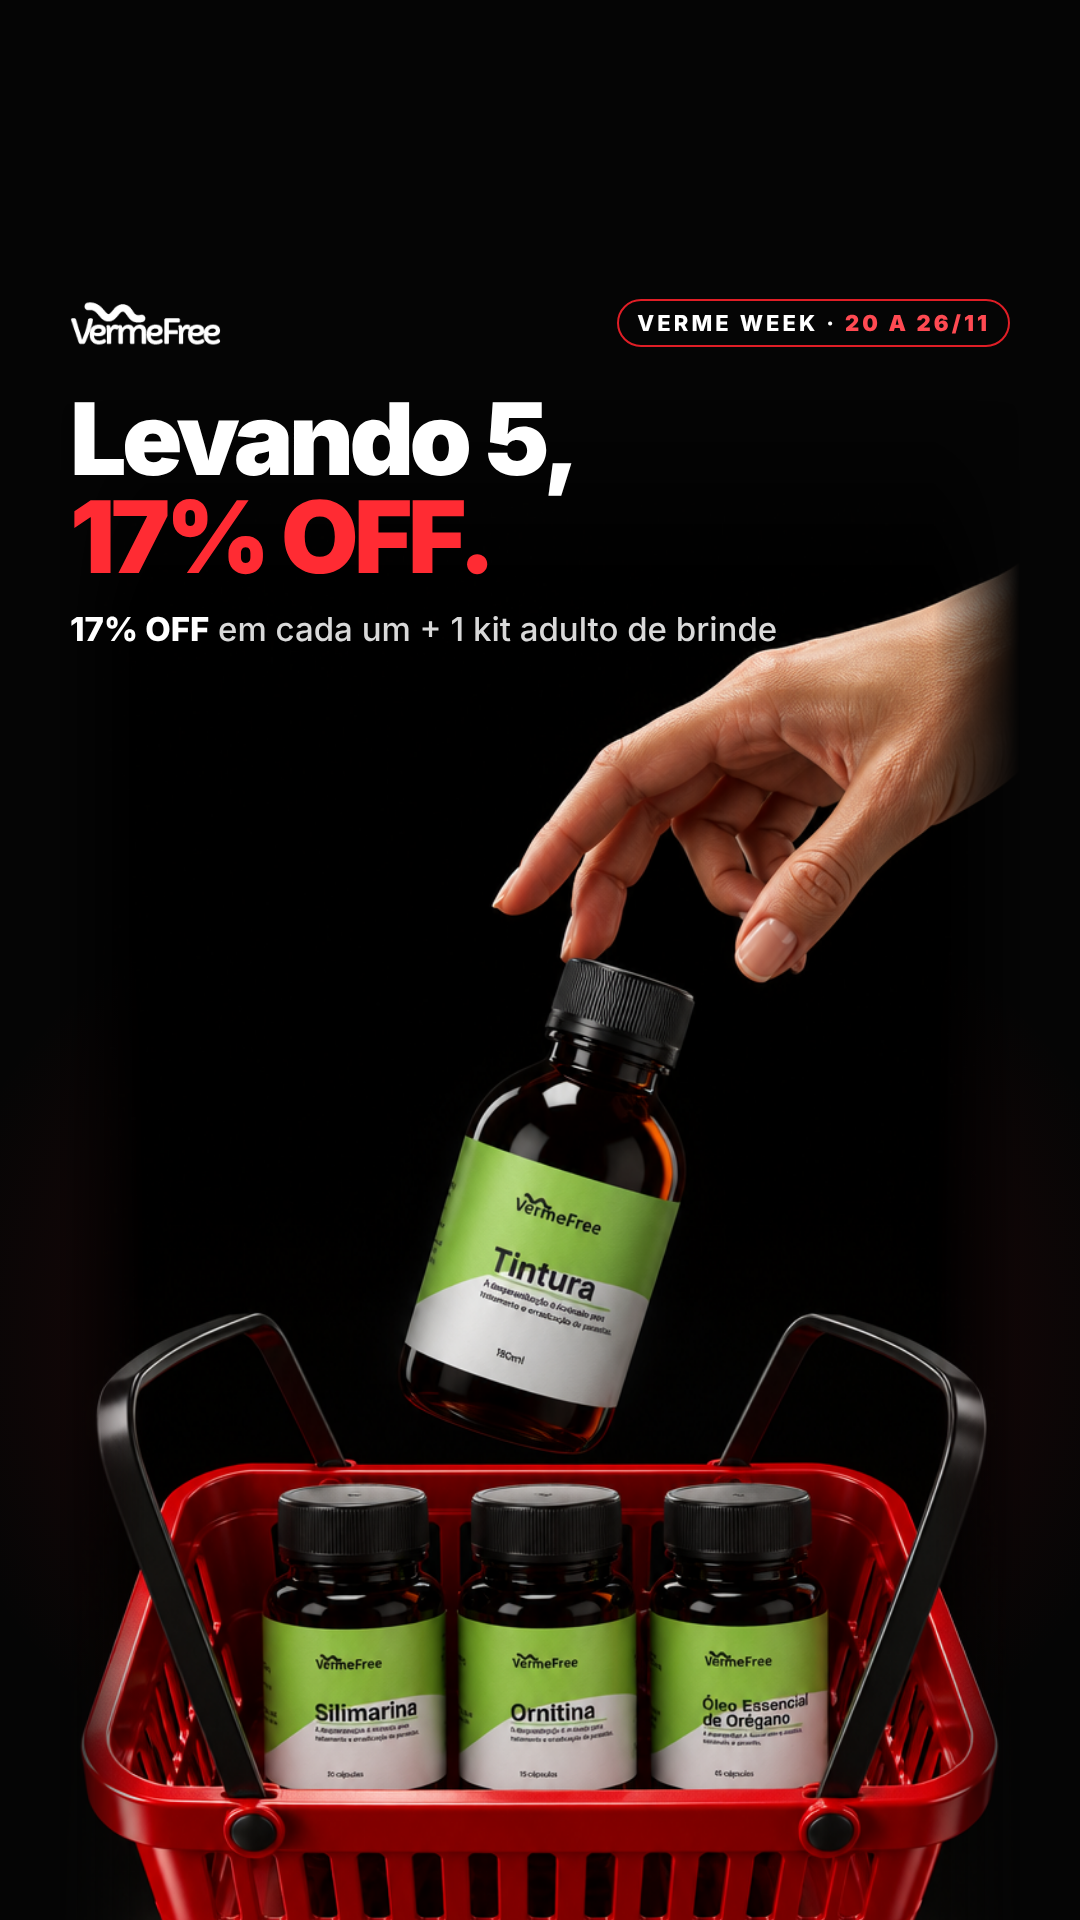 VermeFree
VERME WEEK · 20 A 26/11
Levando 5,
17% OFF.
17% OFF em cada um + 1 kit adulto de brinde
VermeFree
Tintura
VermeFree
Silimarina
VermeFree
Ornitina
VermeFree
Óleo Essencial
de Orégano